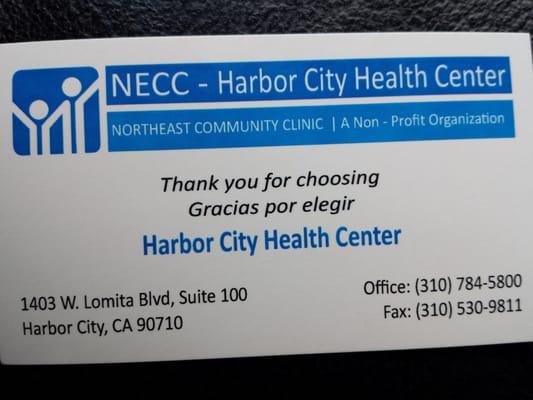 NECC - Harbor City Health Center
NORTHEAST COMMUNITY CLINIC | A Non - Profit Organization
Thank you for choosing
Gracias por elegir
Harbor City Health Center
1403 W. Lomita Blvd, Suite 100
Harbor City, CA 90710
Office: (310) 784-5800
Fax: (310) 530-9811